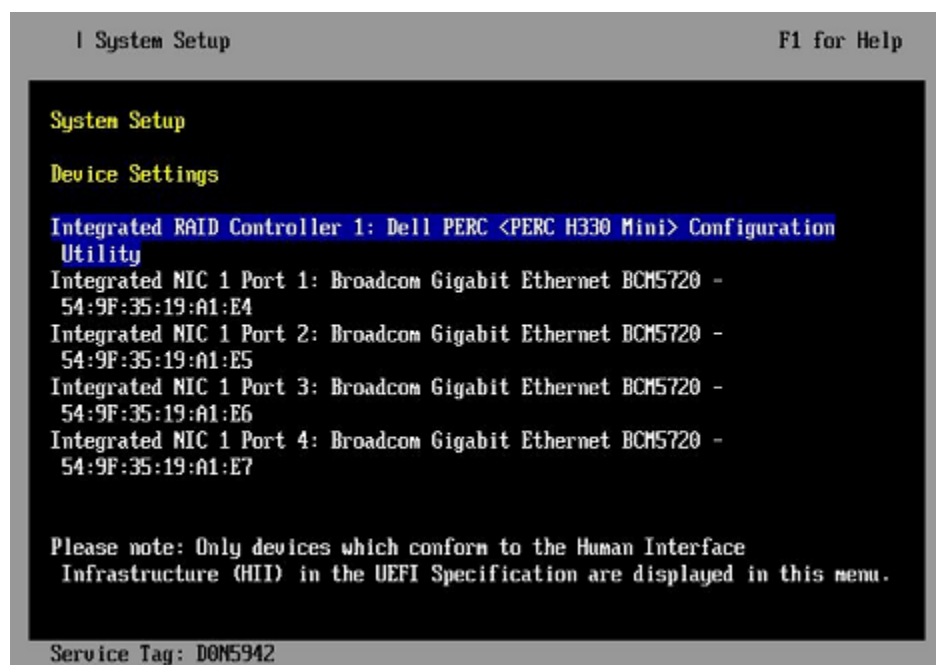 | System Setup F1 for Help
System Setup
Device Settings
Integrated RAID Controller 1: Dell PERC <PERC H330 Mini> Configuration
Utility
Integrated NIC 1 Port 1: Broadcom Gigabit Ethernet BCM5720 -
54:9F:35:19:A1:E4
Integrated NIC 1 Port 2: Broadcom Gigabit Ethernet BCM5720 -
54:9F:35:19:A1:E5
Integrated NIC 1 Port 3: Broadcom Gigabit Ethernet BCM5720 -
54:9F:35:19:A1:E6
Integrated NIC 1 Port 4: Broadcom Gigabit Ethernet BCM5720 -
54:9F:35:19:A1:E7
Please note: Only devices which conform to the Human Interface
Infrastructure (HII) in the UEFI Specification are displayed in this menu.
Service Tag: D0N5942